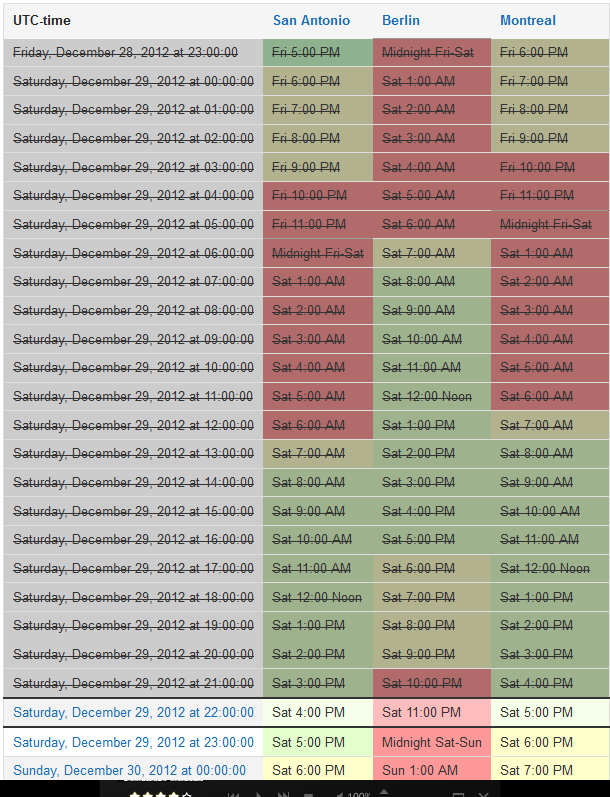 UTC-time San Antonio Berlin Montreal
Friday, December 28, 2012 at 23:00:00 Fri 5:00 PM Midnight Fri-Sat Fri 6:00 PM
Saturday, December 29, 2012 at 00:00:00 Fri 6:00 PM Sat 1:00 AM Fri 7:00 PM
Saturday, December 29, 2012 at 01:00:00 Fri 7:00 PM Sat 2:00 AM Fri 8:00 PM
Saturday, December 29, 2012 at 02:00:00 Fri 8:00 PM Sat 3:00 AM Fri 9:00 PM
Saturday, December 29, 2012 at 03:00:00 Fri 9:00 PM Sat 4:00 AM Fri 10:00 PM
Saturday, December 29, 2012 at 04:00:00 Fri 10:00 PM Sat 5:00 AM Fri 11:00 PM
Saturday, December 29, 2012 at 05:00:00 Fri 11:00 PM Sat 6:00 AM Midnight Fri-Sat
Saturday, December 29, 2012 at 06:00:00 Midnight Fri-Sat Sat 7:00 AM Sat 1:00 AM
Saturday, December 29, 2012 at 07:00:00 Sat 1:00 AM Sat 8:00 AM Sat 2:00 AM
Saturday, December 29, 2012 at 08:00:00 Sat 2:00 AM Sat 9:00 AM Sat 3:00 AM
Saturday, December 29, 2012 at 09:00:00 Sat 3:00 AM Sat 10:00 AM Sat 4:00 AM
Saturday, December 29, 2012 at 10:00:00 Sat 4:00 AM Sat 11:00 AM Sat 5:00 AM
Saturday, December 29, 2012 at 11:00:00 Sat 5:00 AM Sat 12:00 Noon Sat 6:00 AM
Saturday, December 29, 2012 at 12:00:00 Sat 6:00 AM Sat 1:00 PM Sat 7:00 AM
Saturday, December 29, 2012 at 13:00:00 Sat 7:00 AM Sat 2:00 PM Sat 8:00 AM
Saturday, December 29, 2012 at 14:00:00 Sat 8:00 AM Sat 3:00 PM Sat 9:00 AM
Saturday, December 29, 2012 at 15:00:00 Sat 9:00 AM Sat 4:00 PM Sat 10:00 AM
Saturday, December 29, 2012 at 16:00:00 Sat 10:00 AM Sat 5:00 PM Sat 11:00 AM
Saturday, December 29, 2012 at 17:00:00 Sat 11:00 AM Sat 6:00 PM Sat 12:00 Noon
Saturday, December 29, 2012 at 18:00:00 Sat 12:00 Noon Sat 7:00 PM Sat 1:00 PM
Saturday, December 29, 2012 at 19:00:00 Sat 1:00 PM Sat 8:00 PM Sat 2:00 PM
Saturday, December 29, 2012 at 20:00:00 Sat 2:00 PM Sat 9:00 PM Sat 3:00 PM
Saturday, December 29, 2012 at 21:00:00 Sat 3:00 PM Sat 10:00 PM Sat 4:00 PM
Saturday, December 29, 2012 at 22:00:00 Sat 4:00 PM Sat 11:00 PM Sat 5:00 PM
Saturday, December 29, 2012 at 23:00:00 Sat 5:00 PM Midnight Sat-Sun Sat 6:00 PM
Sunday, December 30, 2012 at 00:00:00 Sat 6:00 PM Sun 1:00 AM Sat 7:00 PM
100%